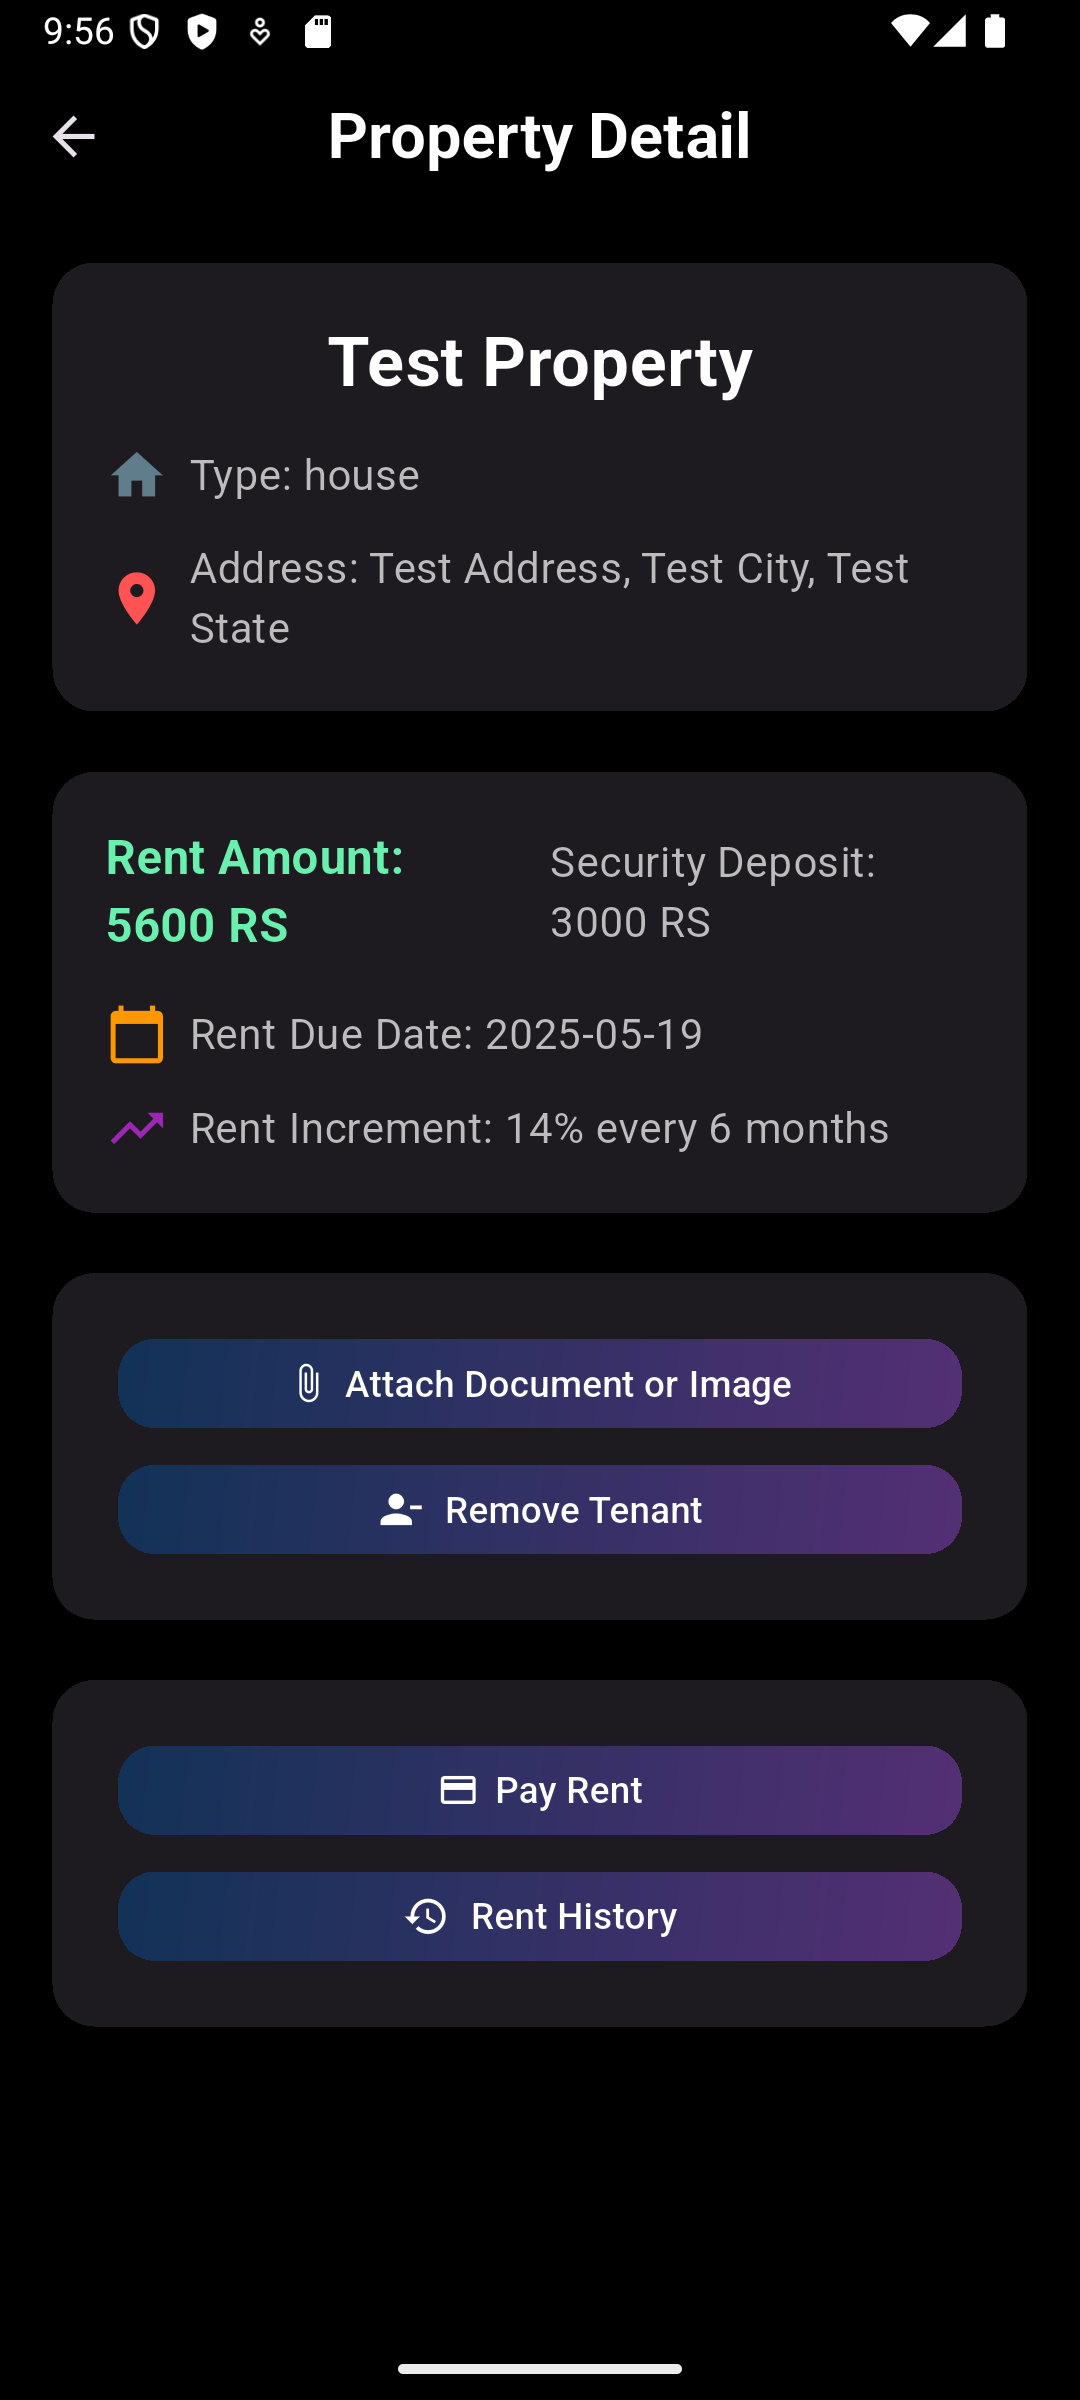 9:56
Property Detail
Test Property
Type: house
Address: Test Address, Test City, Test
State
Rent Amount:
5600 RS
Security Deposit:
3000 RS
Rent Due Date: 2025-05-19
Rent Increment: 14% every 6 months
Attach Document or Image
Remove Tenant
Pay Rent
Rent History